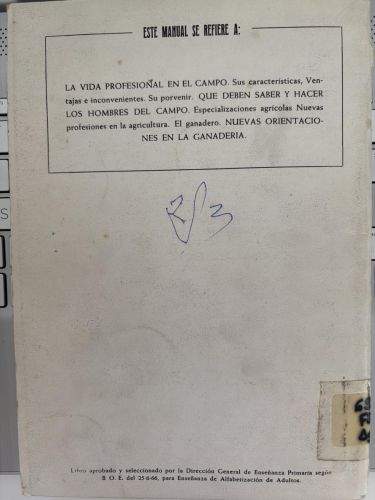 ESTE MANUAL SE REFIERE A:
LA VIDA PROFESIONAL EN EL CAMPO. Sus características, Ven-
tajas e inconvenientes. Su porvenir. QUE DEBEN SABER Y HACER
LOS HOMBRES DEL CAMPO. Especializaciones agrícolas Nuevas
profesiones en la agricultura. El ganadero. NUEVAS ORIENTACIO-
NES EN LA GANADERIA.
Libro aprobado y seleccionado por la Dirección General de Enseñanza Primaria según
B. O. E. del 25-6-66, para Enseñanza de Alfabetización de Adultos.